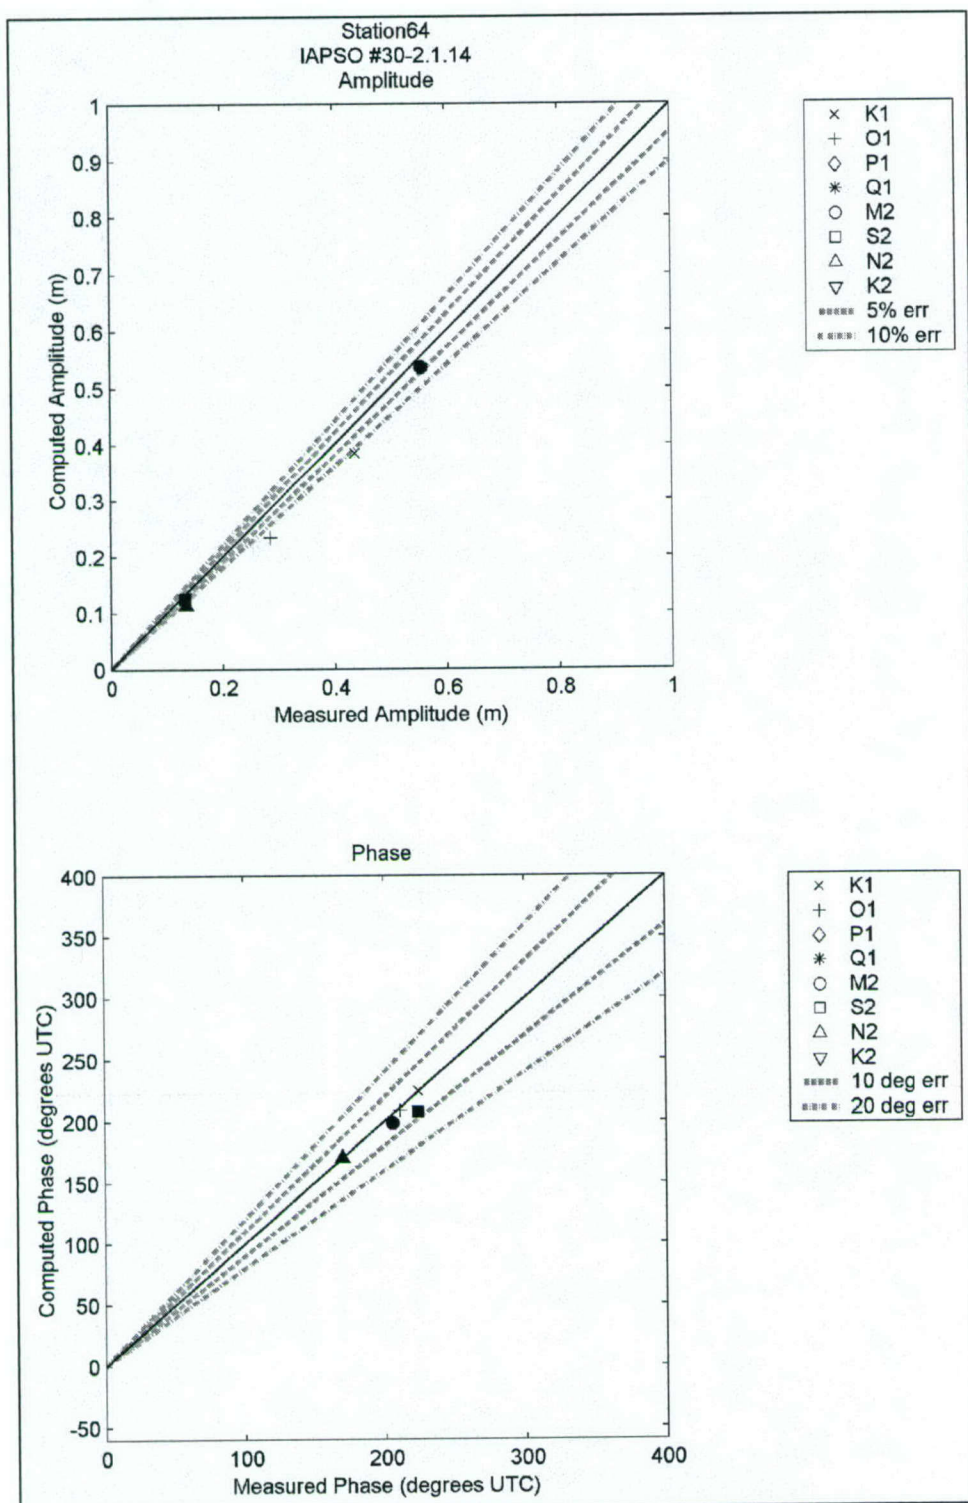 Station64
IAPSO #30-2.1.14
Amplitude
1
0.9
0.8
0.7
0.6
0.5
0.4
0.3
0.2
0.1
0
Computed Amplitude (m)
0
0.2
0.4
0.6
0.8
1
Measured Amplitude (m)
K1
O1
P1
Q1
M2
S2
N2
K2
5% err
10% err
Phase
400
350
300
250
200
150
100
50
0
-50
Computed Phase (degrees UTC)
0
100
200
300
400
Measured Phase (degrees UTC)
K1
O1
P1
Q1
M2
S2
N2
K2
10 deg err
20 deg err